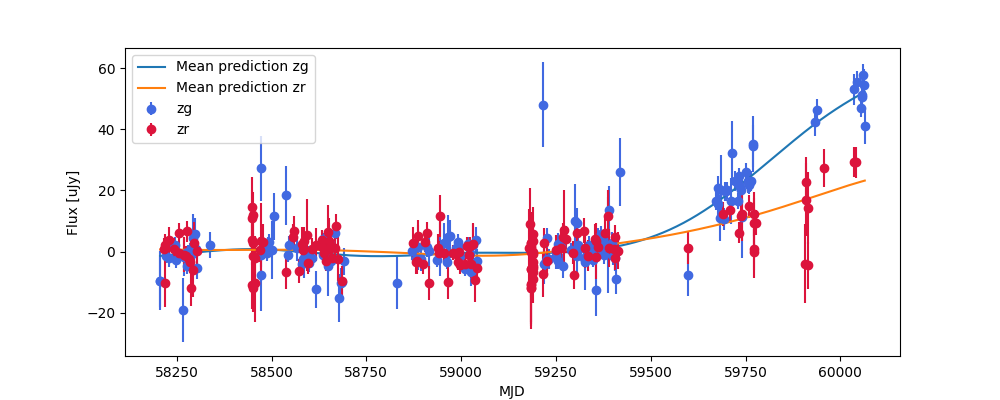 Mean prediction zg
Mean prediction zr
zg
zr
Flux [uJy]
60
40
20
0
−20
58250 58500 58750 59000 59250 59500 59750 60000
MJD